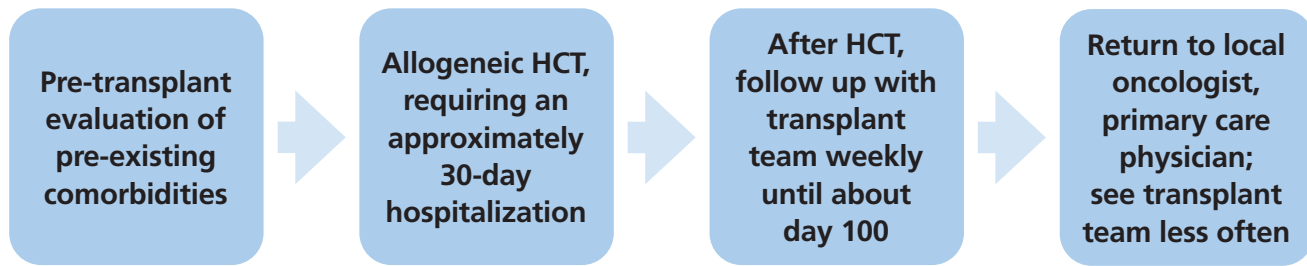 Pre-transplant
evaluation of
pre-existing
comorbidities
Allogeneic HCT,
requiring an
approximately
30-day
hospitalization
After HCT,
follow up with
transplant
team weekly
until about
day 100
Return to local
oncologist,
primary care
physician;
see transplant
team less often